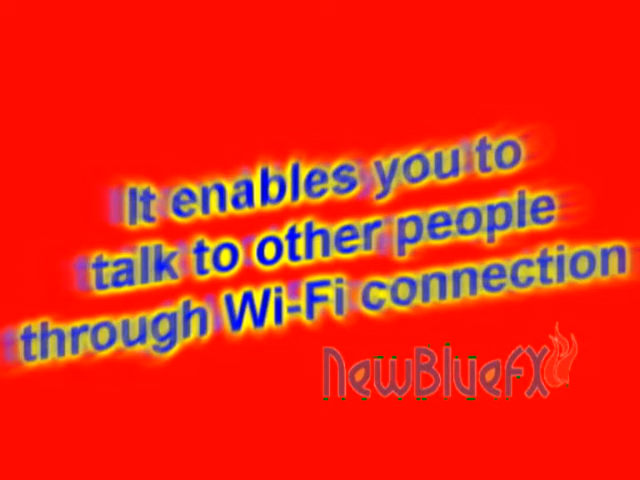 It enables you to
talk to other people
through Wi-Fi connection
NewBlueFX